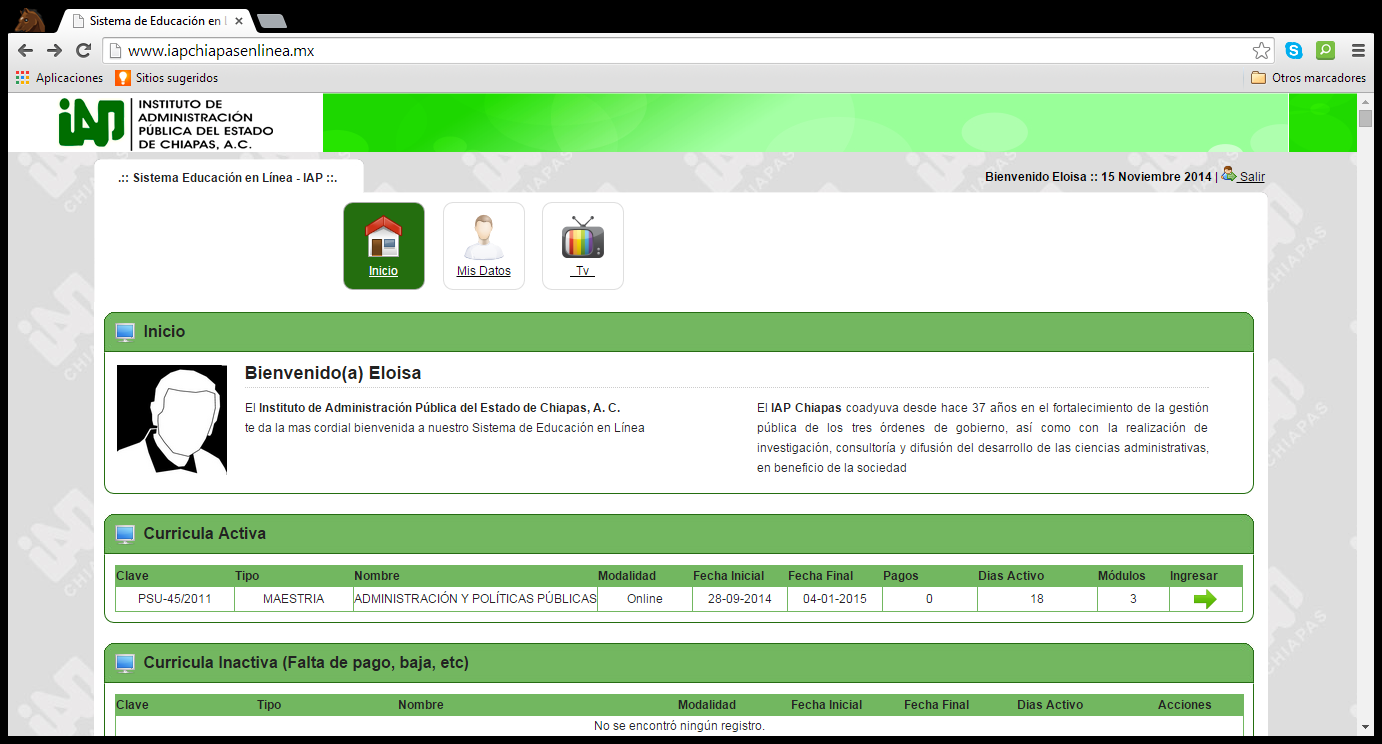 Sistema de Educación en L
www.iapchiapasenlinea.mx
Aplicaciones
Sitios sugeridos
Otros marcadores
iAP
INSTITUTO DE
ADMINISTRACIÓN
PÚBLICA DEL ESTADO
DE CHIAPAS, A.C.
.:: Sistema Educación en Línea - IAP ::.
Bienvenido Eloisa :: 15 Noviembre 2014 | Salir
Inicio
Mis Datos
Tv
Inicio
Bienvenido(a) Eloisa
El Instituto de Administración Pública del Estado de Chiapas, A. C.
te da la mas cordial bienvenida a nuestro Sistema de Educación en Línea
El IAP Chiapas coadyuva desde hace 37 años en el fortalecimiento de la gestión
pública de los tres órdenes de gobierno, así como con la realización de
investigación, consultoría y difusión del desarrollo de las ciencias administrativas,
en beneficio de la sociedad
Curricula Activa
Clave Tipo Nombre Modalidad Fecha Inicial Fecha Final Pagos Dias Activo Módulos Ingresar
PSU-45/2011 MAESTRIA ADMINISTRACIÓN Y POLÍTICAS PÚBLICAS Online 28-09-2014 04-01-2015 0 18 3
Curricula Inactiva (Falta de pago, baja, etc)
Clave Tipo Nombre Modalidad Fecha Inicial Fecha Final Dias Activo Acciones
No se encontró ningún registro.